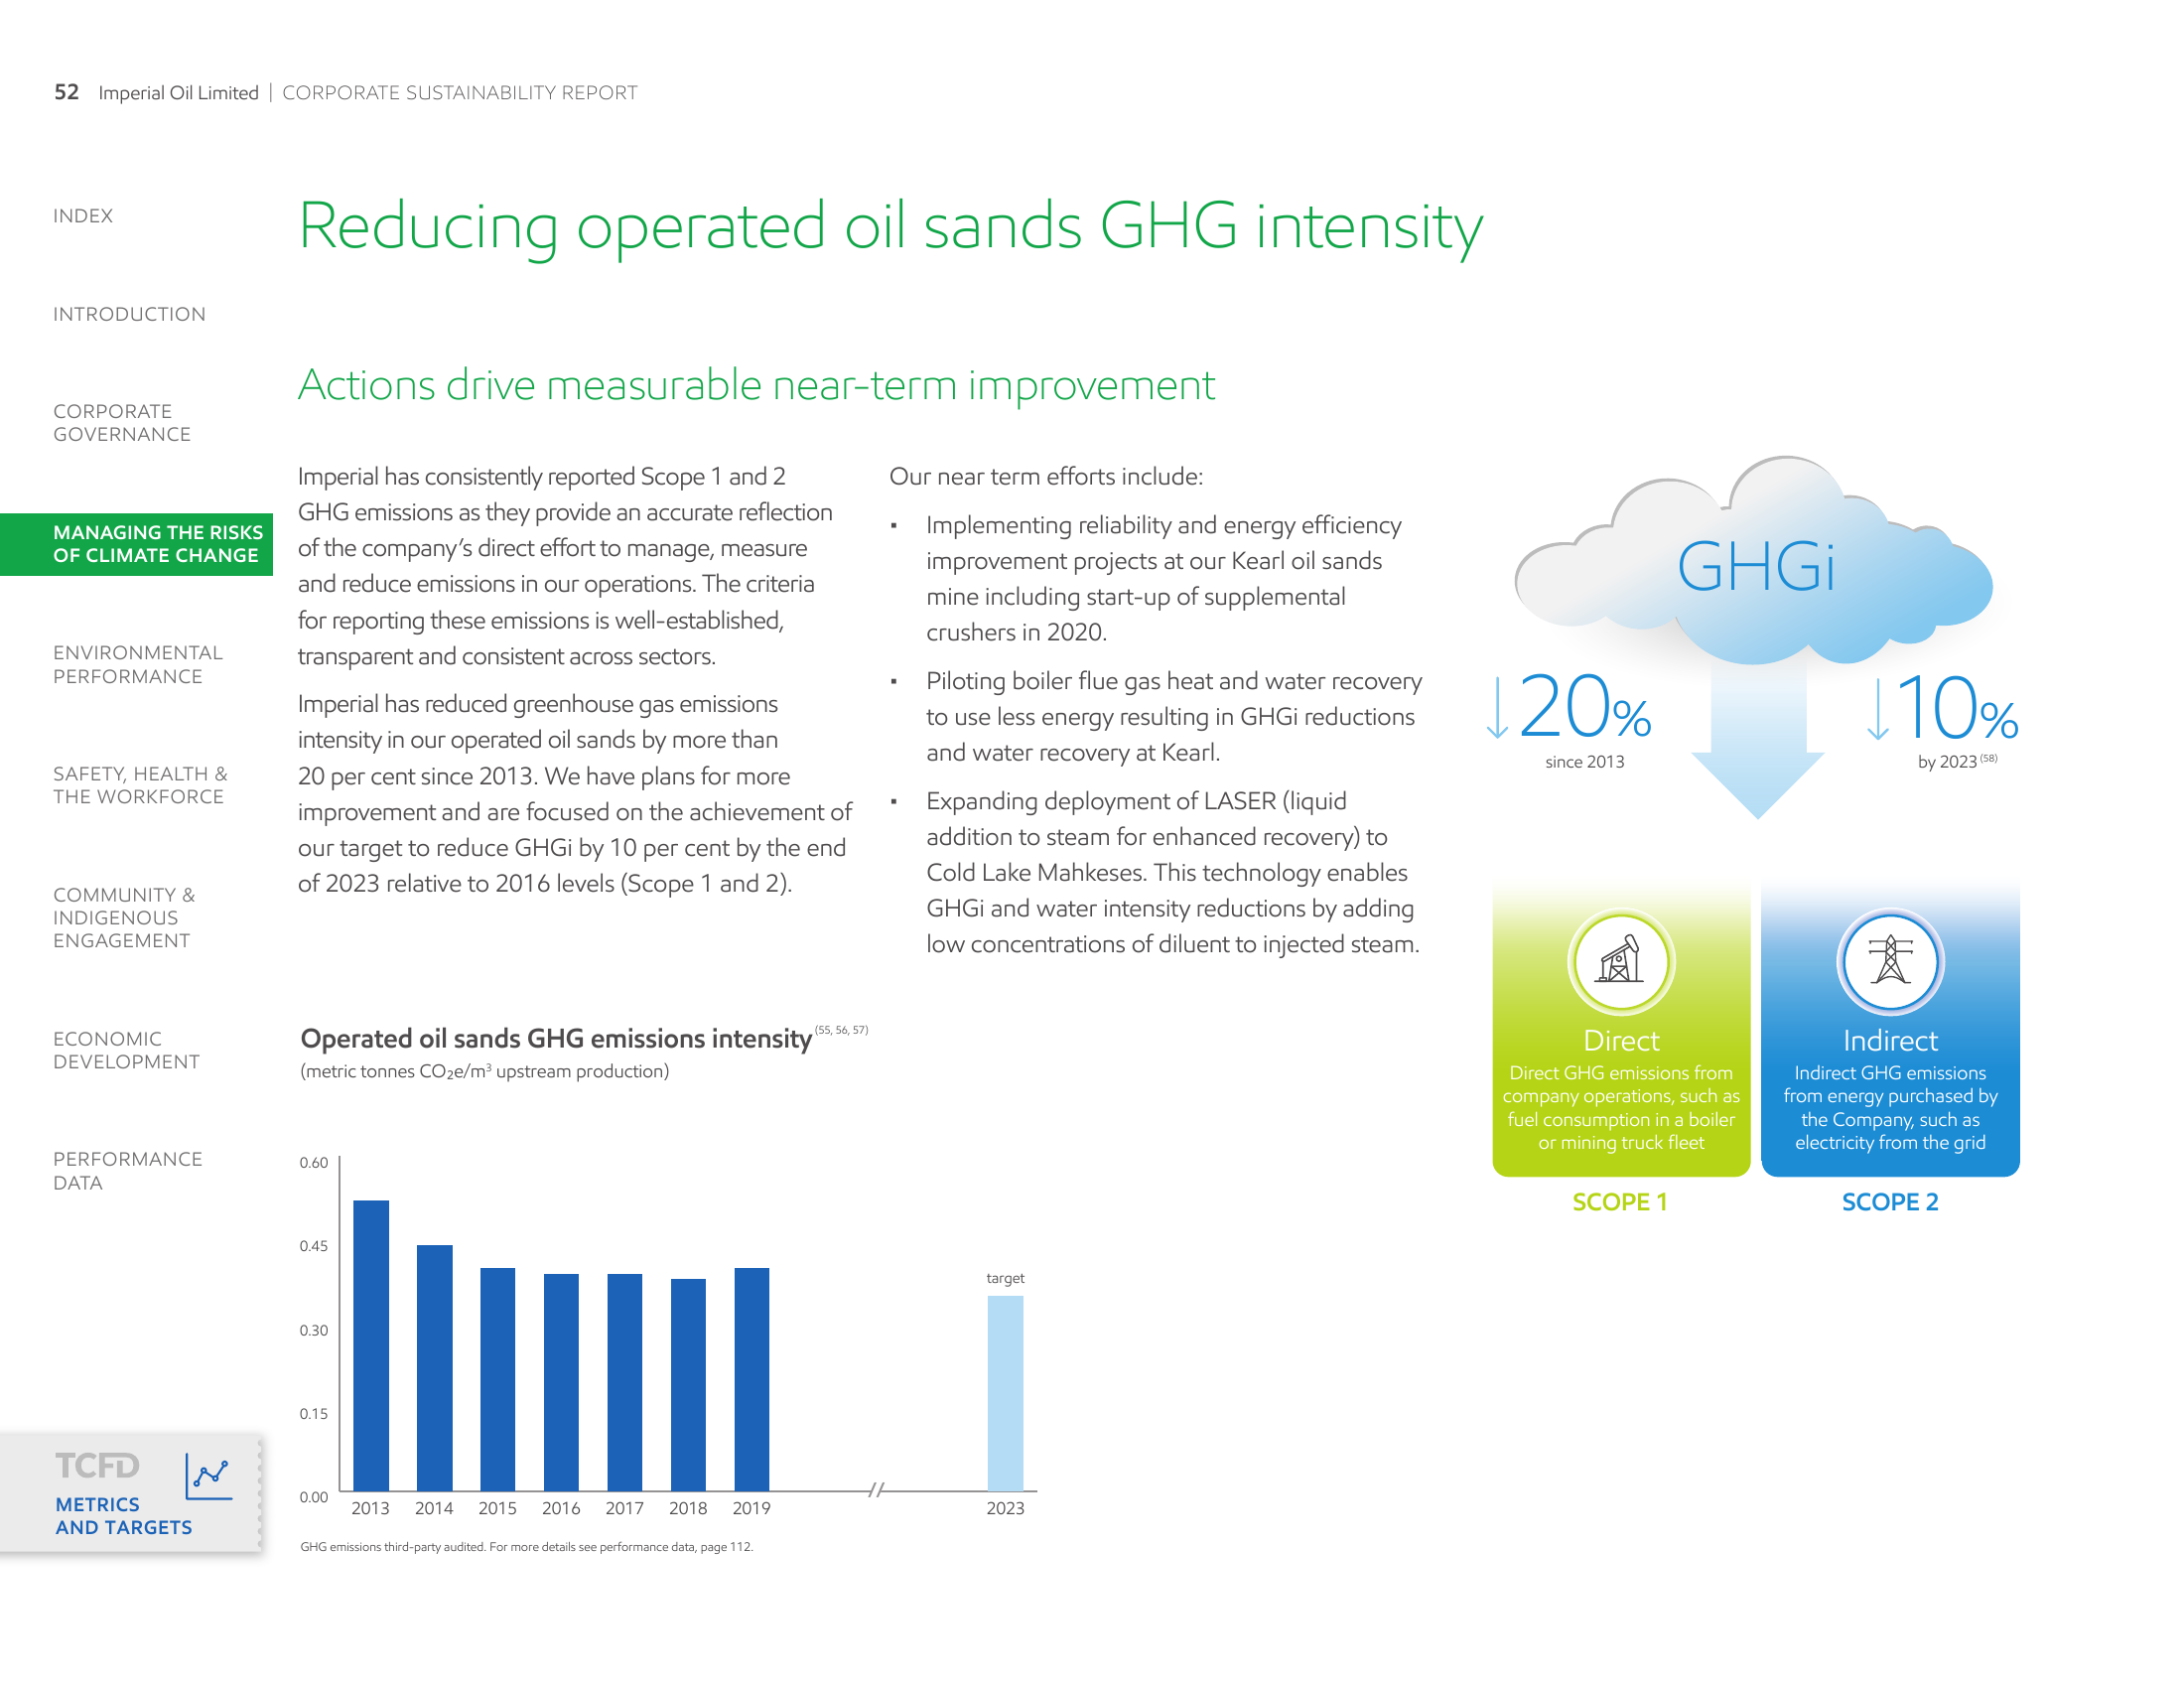 52 Imperial Oil Limited | CORPORATE SUSTAINABILITY REPORT
INDEX
INTRODUCTION
CORPORATE
GOVERNANCE
MANAGING THE RISKS
OF CLIMATE CHANGE
ENVIRONMENTAL
PERFORMANCE
SAFETY, HEALTH &
THE WORKFORCE
COMMUNITY &
INDIGENOUS
ENGAGEMENT
ECONOMIC
DEVELOPMENT
PERFORMANCE
DATA
TCFD
METRICS
AND TARGETS
Reducing operated oil sands GHG intensity
Actions drive measurable near-term improvement
Imperial has consistently reported Scope 1 and 2
GHG emissions as they provide an accurate reflection
of the company’s direct effort to manage, measure
and reduce emissions in our operations. The criteria
for reporting these emissions is well-established,
transparent and consistent across sectors.
Imperial has reduced greenhouse gas emissions
intensity in our operated oil sands by more than
20 per cent since 2013. We have plans for more
improvement and are focused on the achievement of
our target to reduce GHGi by 10 per cent by the end
of 2023 relative to 2016 levels (Scope 1 and 2).
Our near term efforts include:
▪ Implementing reliability and energy efficiency
improvement projects at our Kearl oil sands
mine including start-up of supplemental
crushers in 2020.
▪ Piloting boiler flue gas heat and water recovery
to use less energy resulting in GHGi reductions
and water recovery at Kearl.
▪ Expanding deployment of LASER (liquid
addition to steam for enhanced recovery) to
Cold Lake Mahkeses. This technology enables
GHGi and water intensity reductions by adding
low concentrations of diluent to injected steam.
GHGi
↓20%
since 2013
↓10%
by 2023 (58)
Direct
Direct GHG emissions from
company operations, such as
fuel consumption in a boiler
or mining truck fleet
SCOPE 1
Indirect
Indirect GHG emissions
from energy purchased by
the Company, such as
electricity from the grid
SCOPE 2
Operated oil sands GHG emissions intensity (55, 56, 57)
(metric tonnes CO₂e/m³ upstream production)
0.60
0.45
0.30
0.15
0.00
target
2013 2014 2015 2016 2017 2018 2019 // 2023
GHG emissions third-party audited. For more details see performance data, page 112.